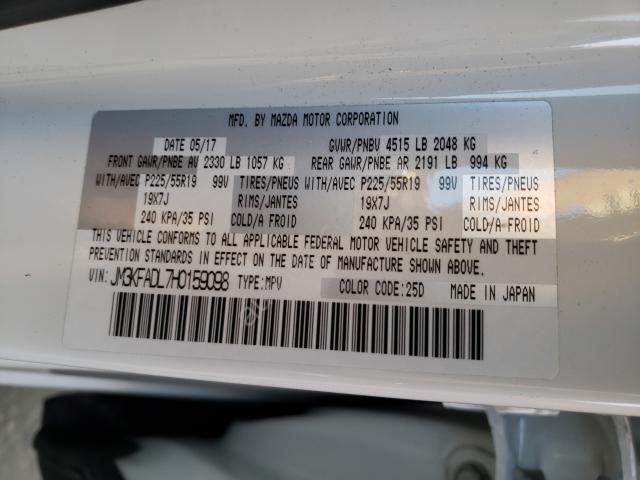 MFD. BY MAZDA MOTOR CORPORATION
DATE 05/17 GVWR/PNBV 4515 LB 2048 KG
FRONT GAWR/PNBE AV 2330 LB 1057 KG REAR GAWR/PNBE AR 2191 LB 994 KG
WITH/AVEC P225/55R19 99V TIRES/PNEUS WITH/AVEC P225/55R19 99V TIRES/PNEUS
19X7J RIMS/JANTES 19X7J RIMS/JANTES
240 KPA/35 PSI COLD/A FROID 240 KPA/35 PSI COLD/A FROID
THIS VEHICLE CONFORMS TO ALL APPLICABLE FEDERAL MOTOR VEHICLE SAFETY AND THEFT
PREVENTION STANDARDS IN EFFECT ON THE DATE OF MANUFACTURE SHOWN ABOVE.
VIN: JM3KFADL7H0159098 TYPE:MPV COLOR CODE:25D MADE IN JAPAN